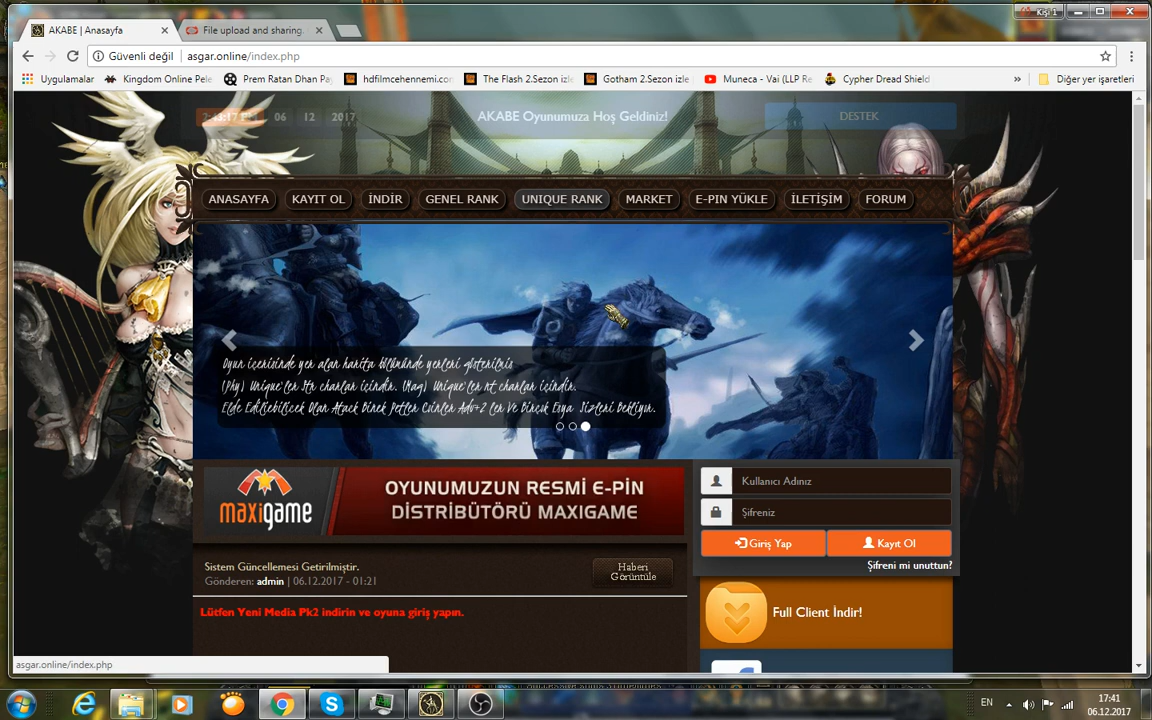 Kişi 1
AKABE | Anasayfa
File upload and sharing.
Güvenli değil | asgar.online/index.php
Uygulamalar
Kingdom Online Pele
Prem Ratan Dhan Pay
hdfilmcehennemi.com
The Flash 2.Sezon izle
Gotham 2.Sezon izle
Muneca - Vai (LLP Re
Cypher Dread Shield
»
Diğer yer işaretleri
06 12 2017
AKABE Oyunumuza Hoş Geldiniz!
DESTEK
ANASAYFA
KAYIT OL
İNDİR
GENEL RANK
UNIQUE RANK
MARKET
E-PIN YÜKLE
İLETİŞİM
FORUM
Oyun içerisinde yer alan harita bölümünde yerleri gösterilmiş
(Phy) Unique'ler Str charlar içindir. (Mag) Unique'ler nt charlar içindir.
Elde Edilebilicek Olan Atack Binek Petler Coinler Adv+2 ler Ve Birçok Eşya Sizleri Bekliyor.
maxigame
OYUNUMUZUN RESMİ E-PİN
DİSTRİBÜTÖRÜ MAXIGAME
Kullanıcı Adınız
Şifreniz
Giriş Yap
Kayıt Ol
Şifreni mi unuttun?
Sistem Güncellemesi Getirilmiştir.
Gönderen: admin | 06.12.2017 - 01:21
Haberi
Görüntüle
Lütfen Yeni Media Pk2 indirin ve oyuna giriş yapın.
Full Client İndir!
asgar.online/index.php
EN
17:41
06.12.2017